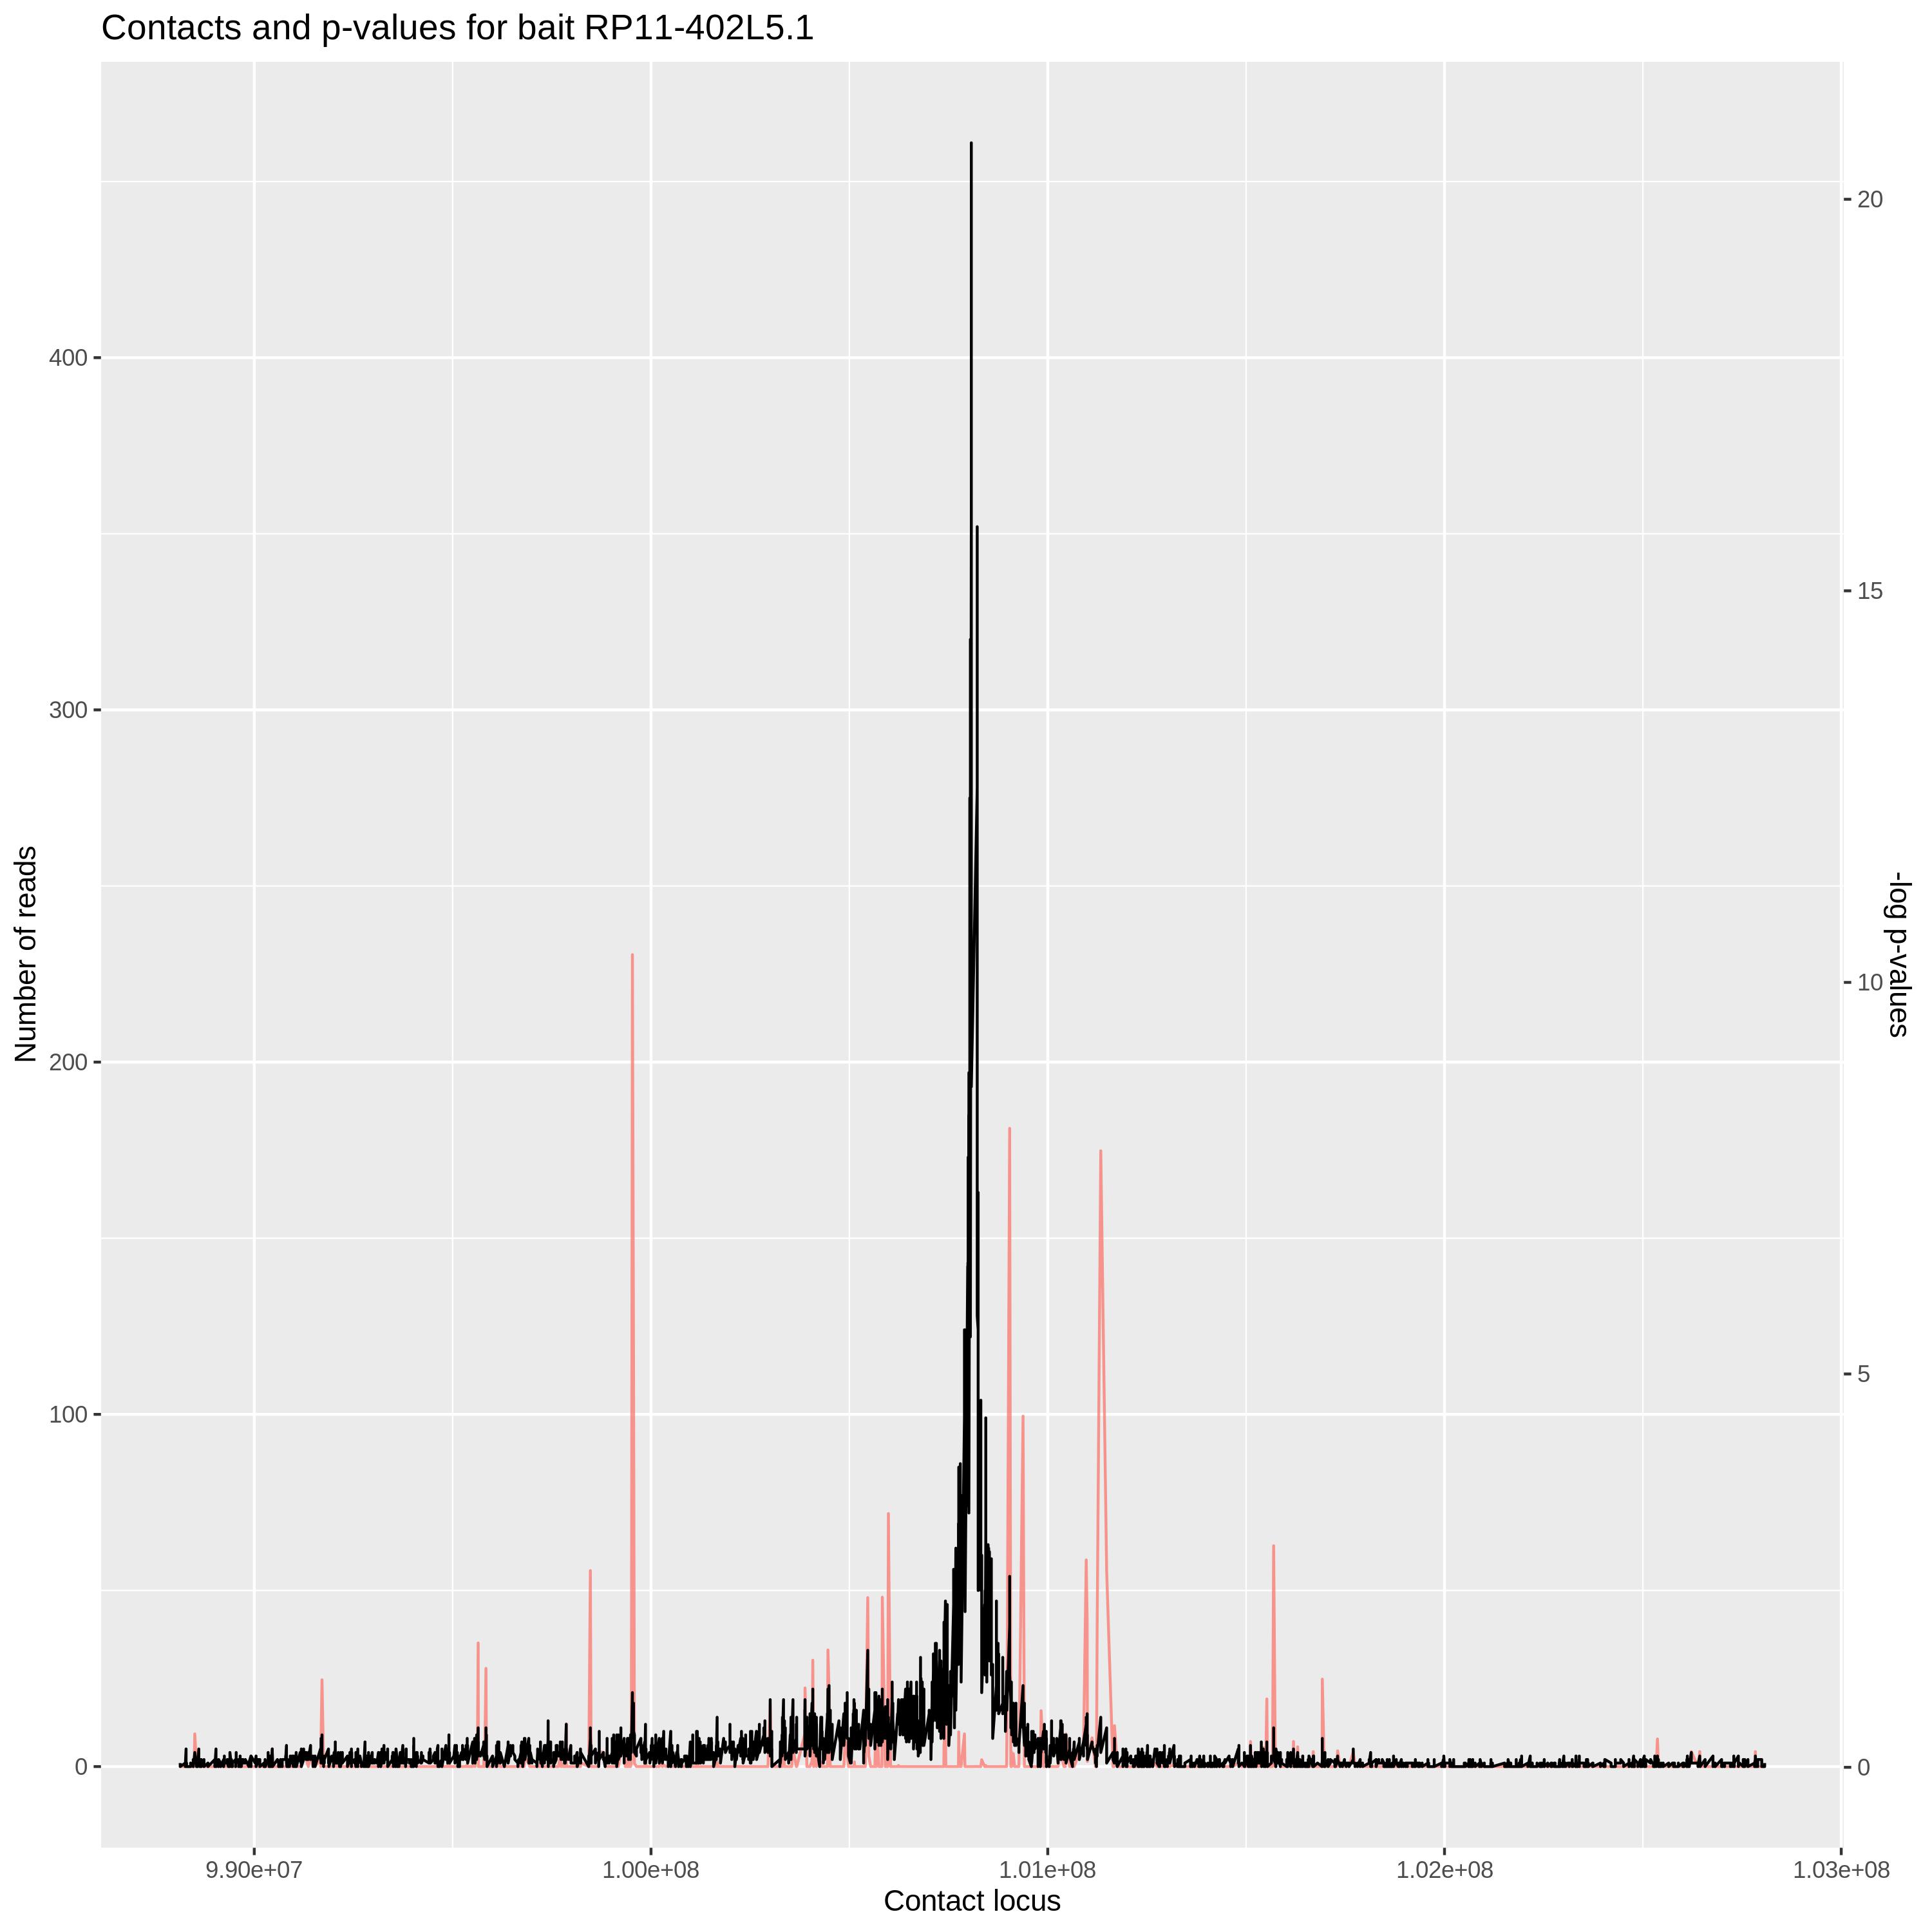 Contacts and p-values for bait RP11-402L5.1
Number of reads
400
300
200
100
0
20
15
10
5
0
-log p-values
9.90e+07 1.00e+08 1.01e+08 1.02e+08 1.03e+08
Contact locus